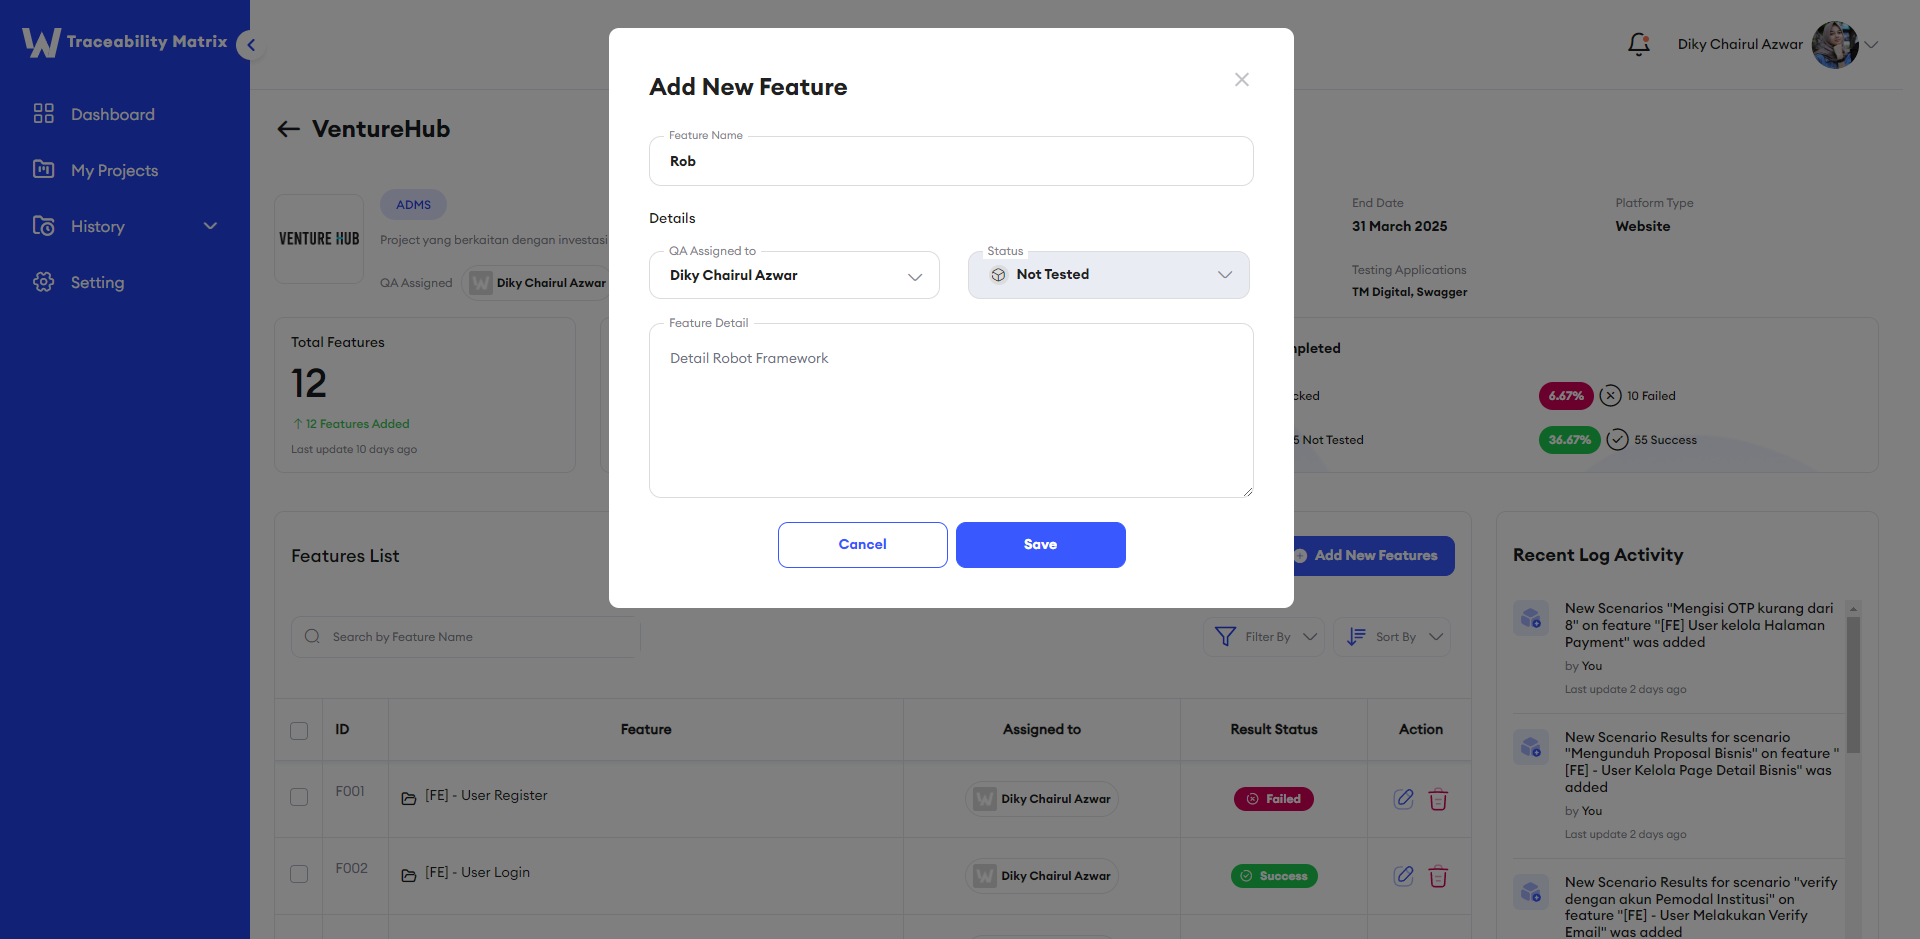 Traceability Matrix
Dashboard
My Projects
History
Setting
Diky Chairul Azwar
VentureHub
VENTURE HUB
ADMS
Project yang berkaitan dengan investasi
QA Assigned
Diky Chairul Azwar
End Date
31 March 2025
Platform Type
Website
Testing Applications
TM Digital, Swagger
Total Features
12
12 Features Added
Last update 10 days ago
Add New Feature
Feature Name
Rob
Details
QA Assigned to
Diky Chairul Azwar
Status
Not Tested
Feature Detail
Detail Robot Framework
Cancel
Save
mpleted
cked
6.67%
10 Failed
5 Not Tested
36.67%
55 Success
Features List
Add New Features
Search by Feature Name
Filter By
Sort By
ID
Feature
Assigned to
Result Status
Action
F001
[FE] - User Register
Diky Chairul Azwar
Failed
F002
[FE] - User Login
Diky Chairul Azwar
Success
Recent Log Activity
New Scenarios "Mengisi OTP kurang dari
8" on feature "[FE] User kelola Halaman
Payment" was added
by You
Last update 2 days ago
New Scenario Results for scenario
"Mengunduh Proposal Bisnis" on feature "
[FE] - User Kelola Page Detail Bisnis" was
added
by You
Last update 2 days ago
New Scenario Results for scenario "verify
dengan akun Pemodal Institusi" on
feature "[FE] - User Melakukan Verify
Email" was added